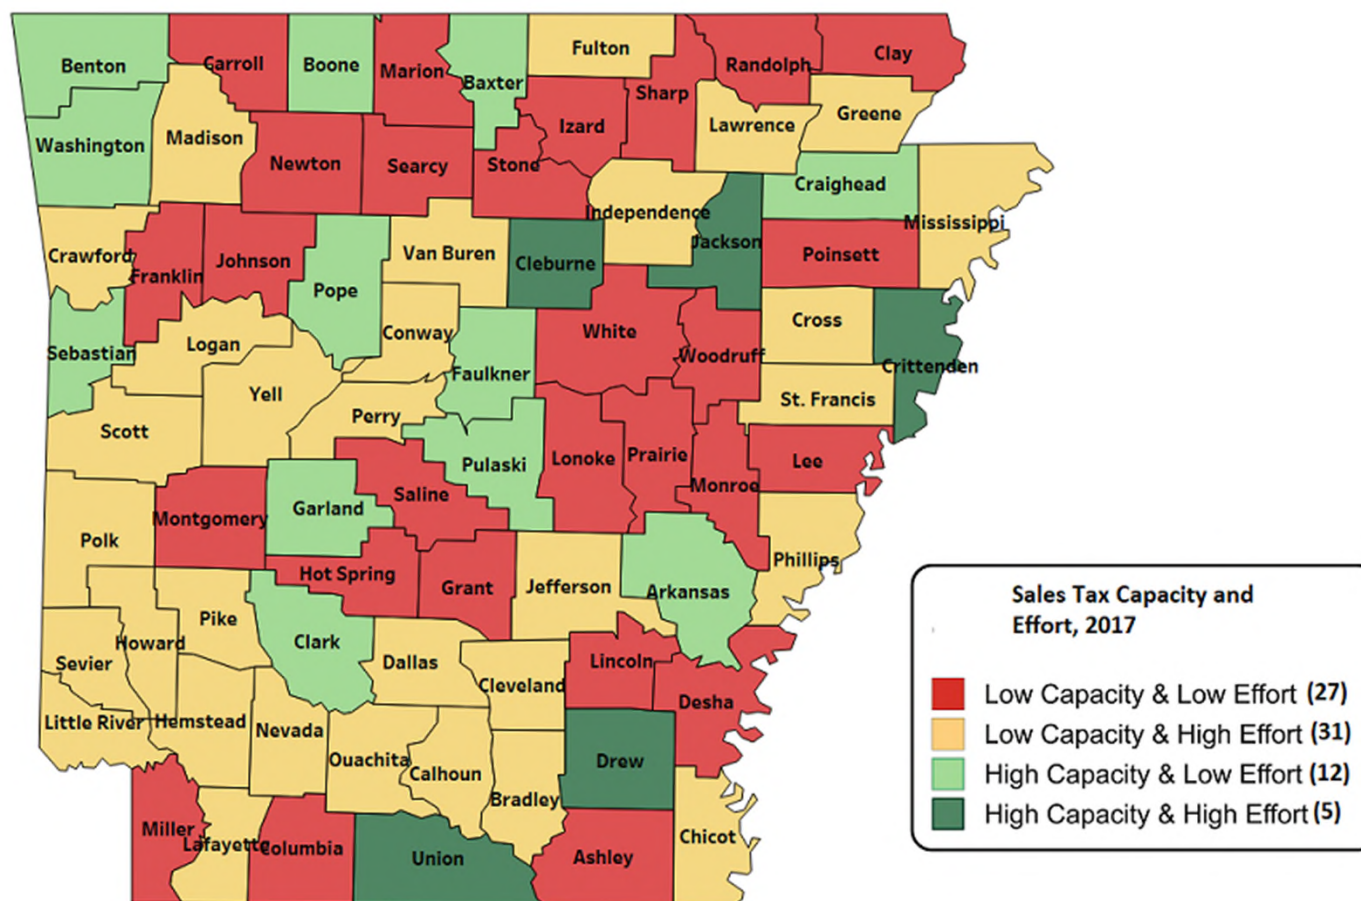 Benton
Carroll
Boone
Marion
Baxter
Fulton
Sharp
Randolph
Clay
Washington
Madison
Newton
Searcy
Stone
Izard
Lawrence
Greene
Independence
Jackson
Craighead
Mississippi
Crawford
Franklin
Johnson
Pope
Van Buren
Cleburne
Poinsett
Sebastian
Logan
Conway
Faulkner
White
Woodruff
Cross
Crittenden
Scott
Yell
Perry
Pulaski
Lonoke
Prairie
Monroe
St. Francis
Lee
Polk
Montgomery
Garland
Saline
Hot Spring
Grant
Jefferson
Arkansas
Phillips
Sevier
Howard
Pike
Clark
Dallas
Cleveland
Lincoln
Desha
Little River
Hemstead
Nevada
Ouachita
Calhoun
Bradley
Drew
Miller
Lafayette
Columbia
Union
Ashley
Chicot
Sales Tax Capacity and
Effort, 2017
Low Capacity & Low Effort (27)
Low Capacity & High Effort (31)
High Capacity & Low Effort (12)
High Capacity & High Effort (5)